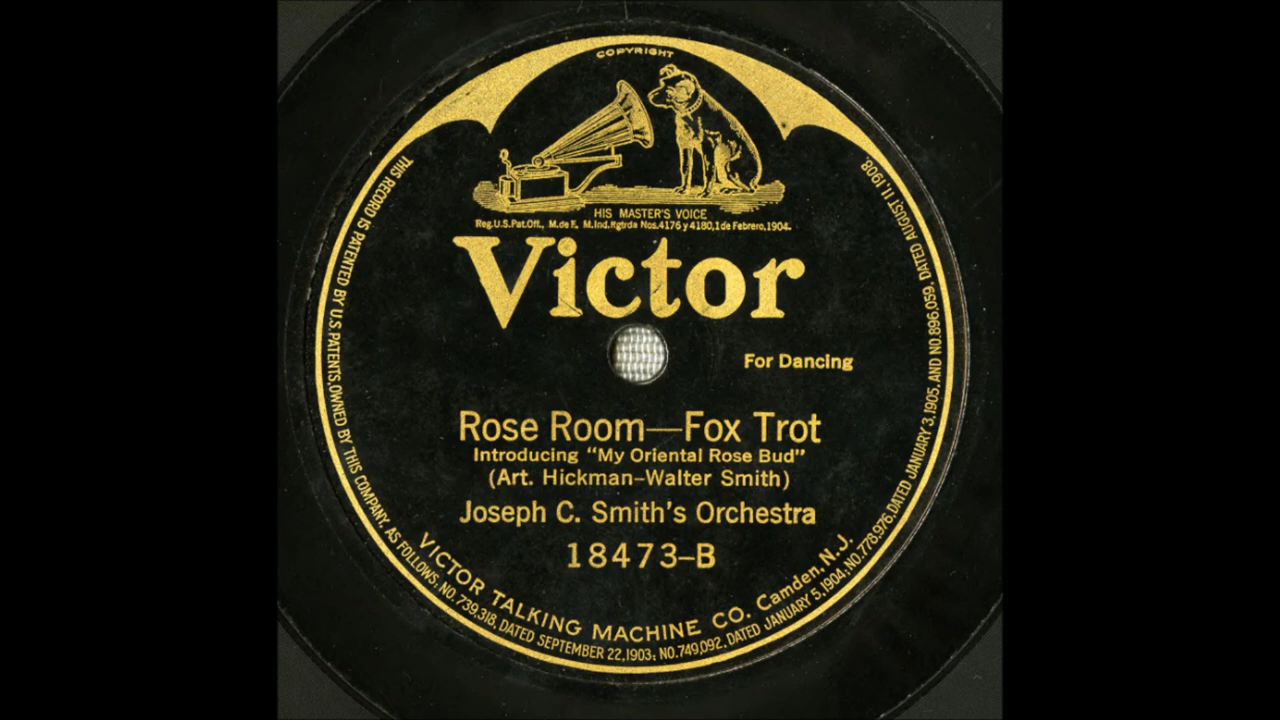 COPYRIGHT
HIS MASTER'S VOICE
Reg.U.S.Pat.Off., M.de F. M.Ind.Rgtrda Nos.4176 y 4180,1 de Febrero,1904.
Victor
For Dancing
Rose Room—Fox Trot
Introducing "My Oriental Rose Bud"
(Art. Hickman-Walter Smith)
Joseph C. Smith's Orchestra
18473-B
VICTOR TALKING MACHINE CO. Camden, N.J.
THIS RECORD IS PATENTED BY U.S. PATENTS, OWNED BY THIS COMPANY, AS FOLLOWS: NO.739,318, DATED SEPTEMBER 22,1903; NO.749,092, DATED JANUARY 5,1904; NO.778,976, DATED JANUARY 3,1905, AND NO.896,059, DATED AUGUST 11,1908.